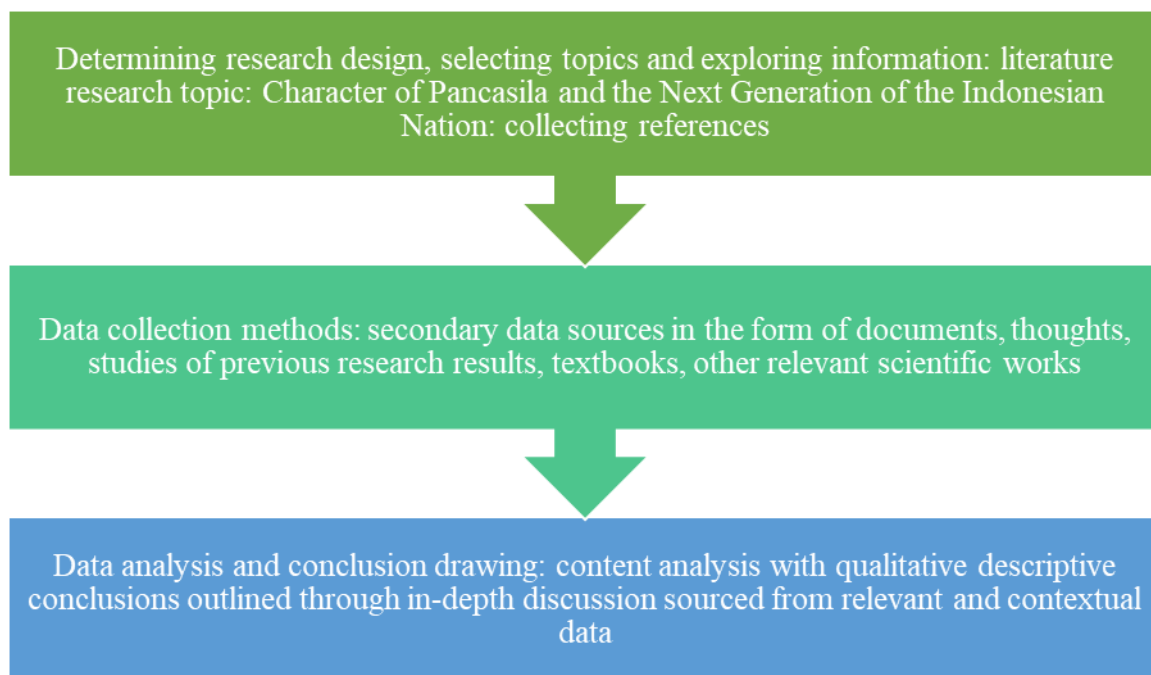 Determining research design, selecting topics and exploring information: literature
research topic: Character of Pancasila and the Next Generation of the Indonesian
Nation: collecting references
Data collection methods: secondary data sources in the form of documents, thoughts,
studies of previous research results, textbooks, other relevant scientific works
Data analysis and conclusion drawing: content analysis with qualitative descriptive
conclusions outlined through in-depth discussion sourced from relevant and contextual
data